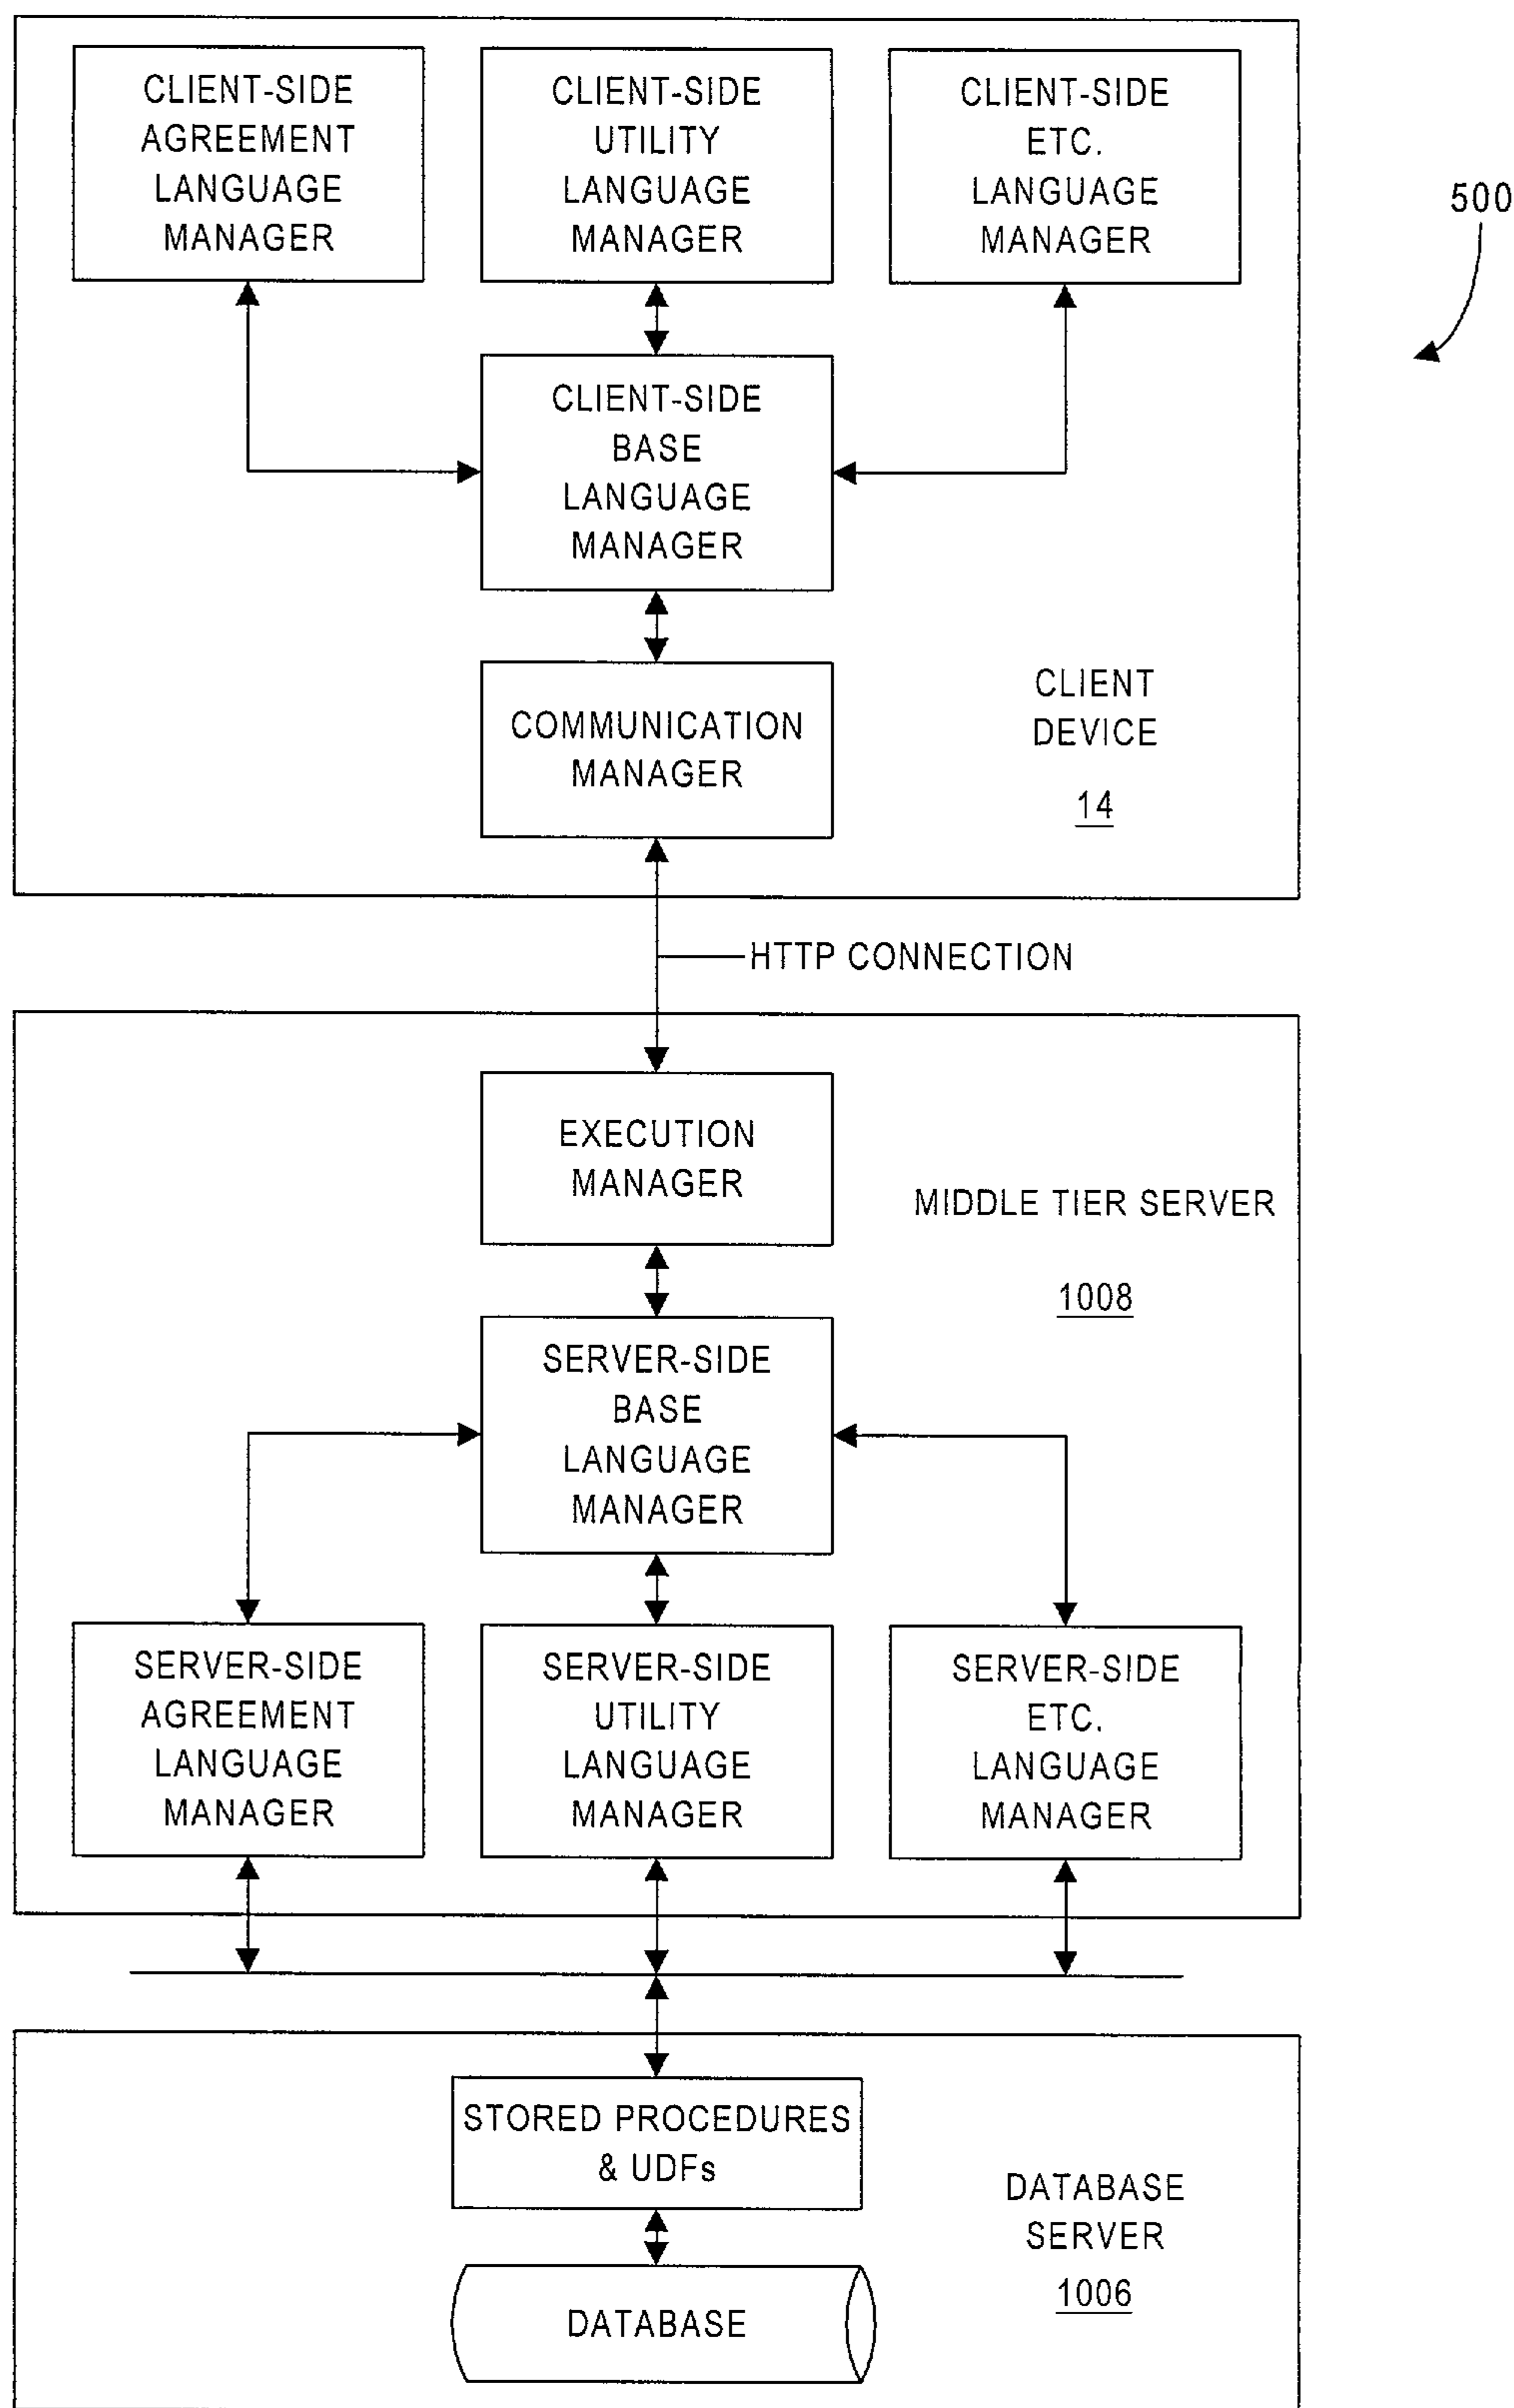 CLIENT-SIDE
AGREEMENT
LANGUAGE
MANAGER
CLIENT-SIDE
UTILITY
LANGUAGE
MANAGER
CLIENT-SIDE
ETC.
LANGUAGE
MANAGER
500
CLIENT-SIDE
BASE
LANGUAGE
MANAGER
COMMUNICATION
MANAGER
CLIENT
DEVICE
14
HTTP CONNECTION
EXECUTION
MANAGER
MIDDLE TIER SERVER
1008
SERVER-SIDE
BASE
LANGUAGE
MANAGER
SERVER-SIDE
AGREEMENT
LANGUAGE
MANAGER
SERVER-SIDE
UTILITY
LANGUAGE
MANAGER
SERVER-SIDE
ETC.
LANGUAGE
MANAGER
STORED PROCEDURES
& UDFs
DATABASE
SERVER
1006
DATABASE